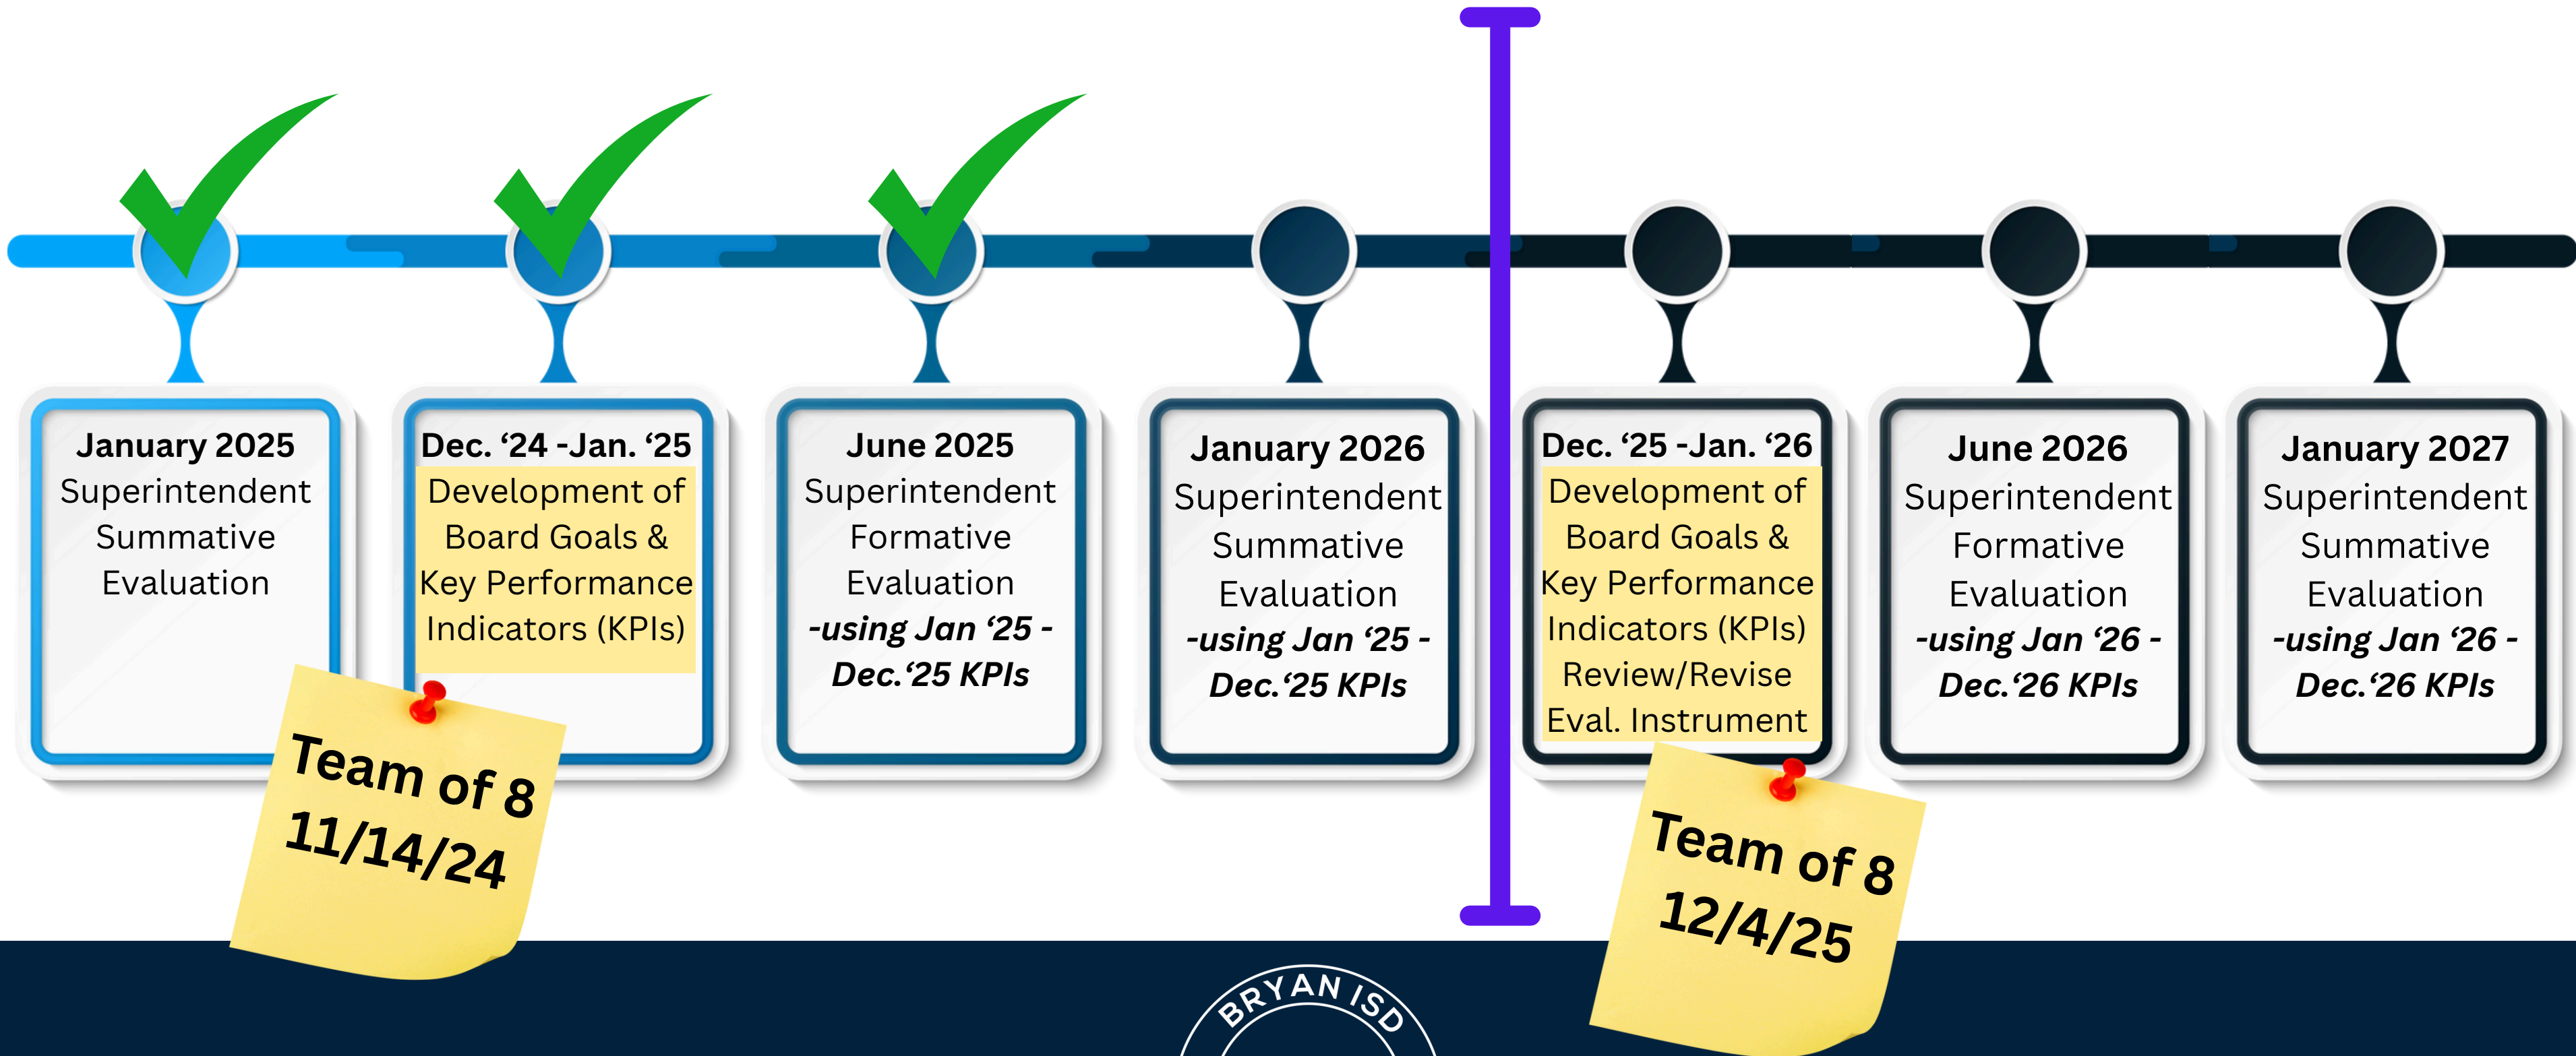 January 2025
Superintendent
Summative
Evaluation
Dec. ‘24 -Jan. ‘25
Development of
Board Goals &
Key Performance
Indicators (KPIs)
June 2025
Superintendent
Formative
Evaluation
-using Jan ‘25 -
Dec.‘25 KPIs
January 2026
Superintendent
Summative
Evaluation
-using Jan ‘25 -
Dec.‘25 KPIs
Dec. ‘25 -Jan. ‘26
Development of
Board Goals &
Key Performance
Indicators (KPIs)
Review/Revise
Eval. Instrument
June 2026
Superintendent
Formative
Evaluation
-using Jan ‘26 -
Dec.‘26 KPIs
January 2027
Superintendent
Summative
Evaluation
-using Jan ‘26 -
Dec.‘26 KPIs
Team of 8
11/14/24
Team of 8
12/4/25
BRYAN ISD